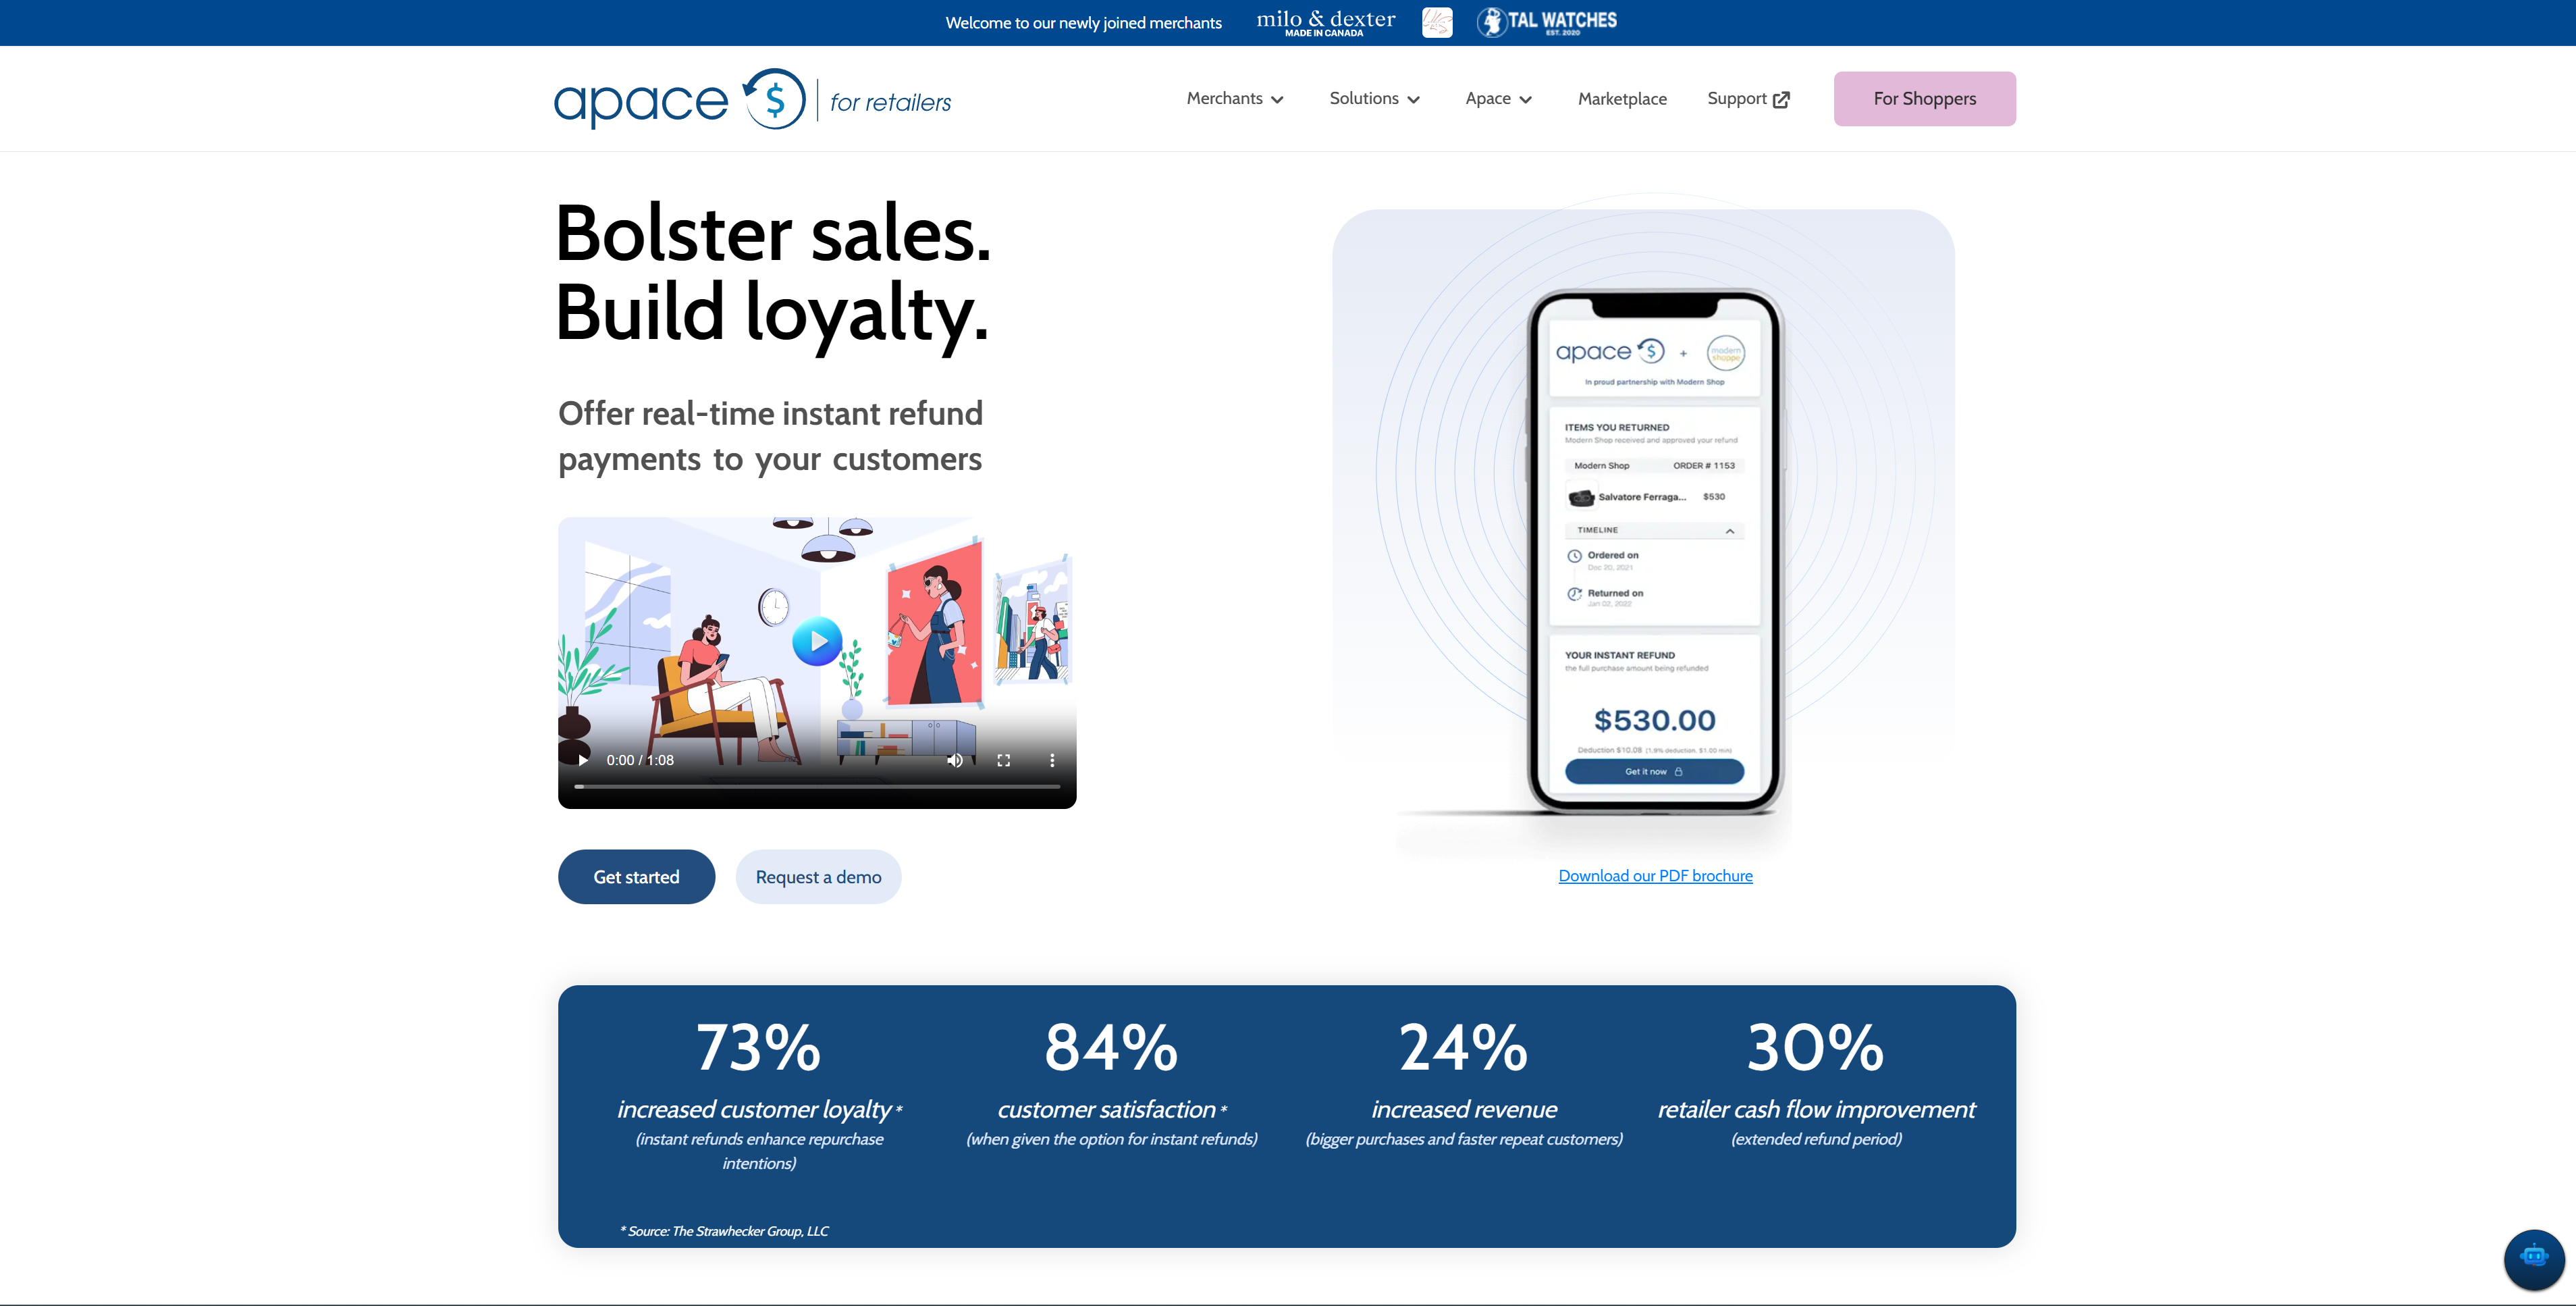 Welcome to our newly joined merchants
milo & dexter
MADE IN CANADA
TAL WATCHES
EST. 2020
apace $ for retailers
Merchants
Solutions
Apace
Marketplace
Support
For Shoppers
Bolster sales.
Build loyalty.
Offer real-time instant refund
payments to your customers
0:00 / 1:08
Get started
Request a demo
apace $ +
modern
shoppe
In proud partnership with Modern Shop
ITEMS YOU RETURNED
Modern Shop received and approved your refund
Modern Shop ORDER # 1153
Salvatore Ferraga... $530
TIMELINE
Ordered on
Dec 20, 2021
Returned on
Jan 02, 2022
YOUR INSTANT REFUND
the full purchase amount being refunded
$530.00
Deduction $10.08 (1.9% deduction. $1.00 min)
Get it now
Download our PDF brochure
73%
increased customer loyalty *
(instant refunds enhance repurchase
intentions)
84%
customer satisfaction *
(when given the option for instant refunds)
24%
increased revenue
(bigger purchases and faster repeat customers)
30%
retailer cash flow improvement
(extended refund period)
* Source: The Strawhecker Group, LLC